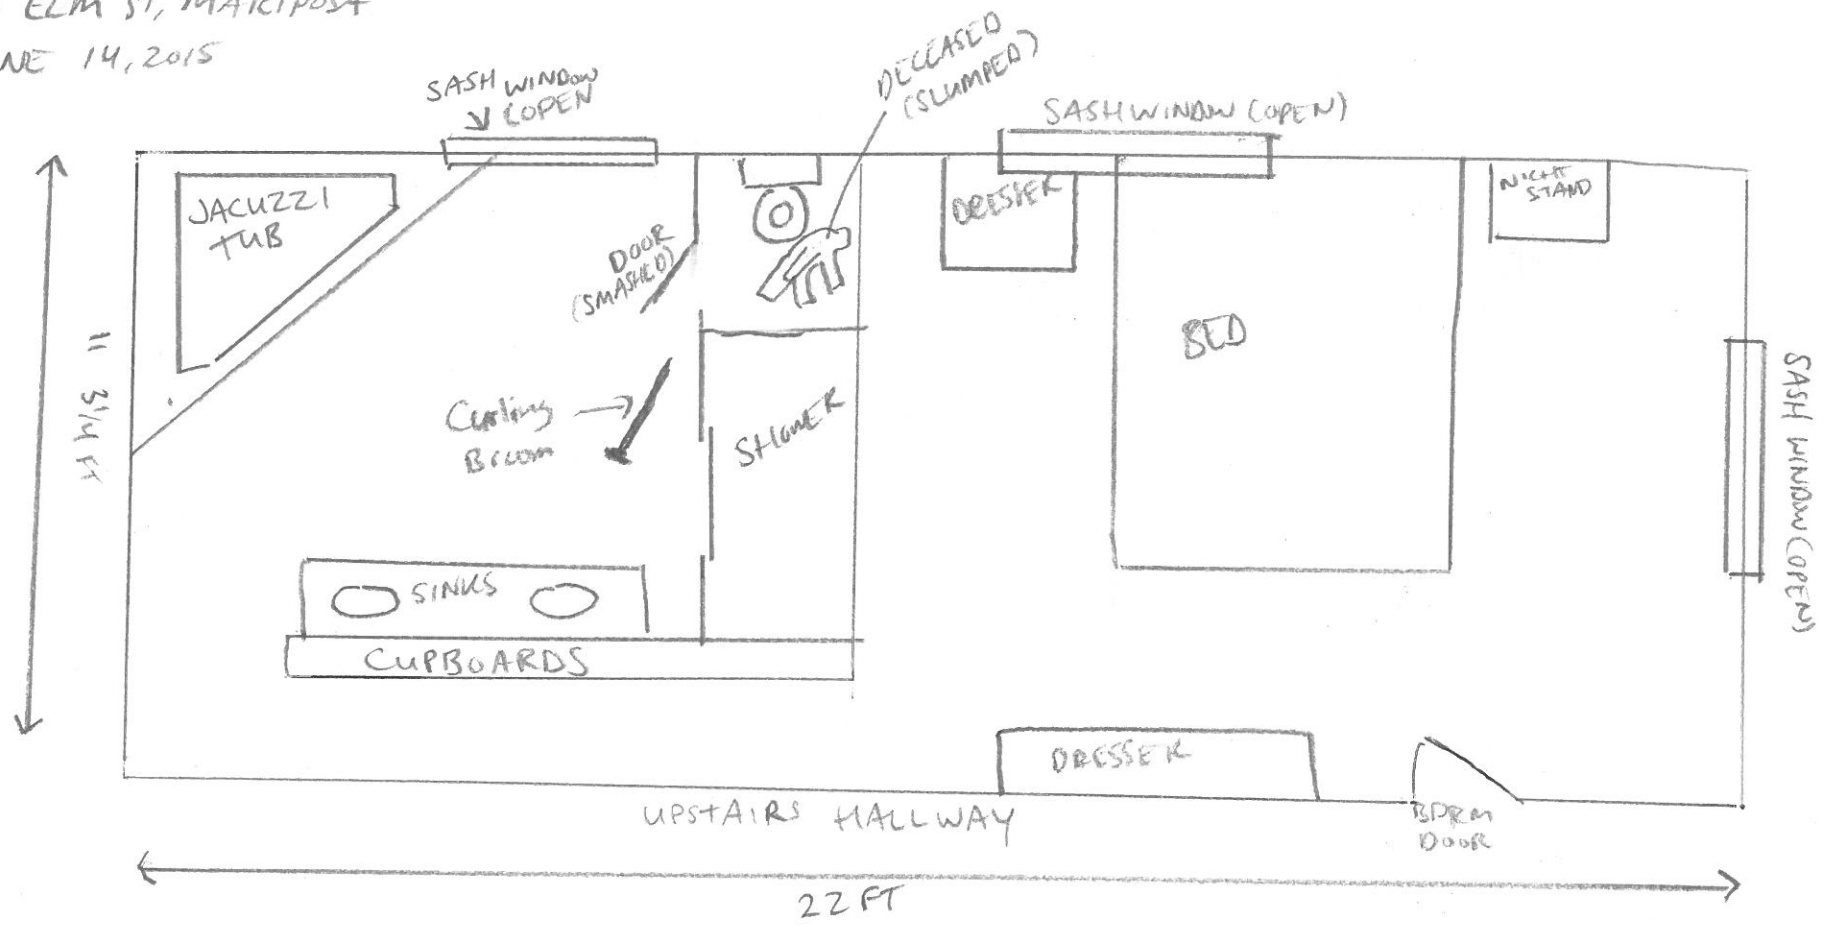 ELM ST, MARIPOSA
NE 14, 2015
SASH WINDOW
(OPEN
DECEASED
(SLUMPED)
SASH WINDOW (OPEN)
JACUZZI
TUB
DOOR
(SMASHED)
DRESSER
NIGHT
STAND
BED
11 3/4 FT
Curling
Broom
SHOWER
SASH WINDOW (OPEN)
SINKS
CUPBOARDS
DRESSER
UPSTAIRS HALLWAY
BDRM
DOOR
22 FT